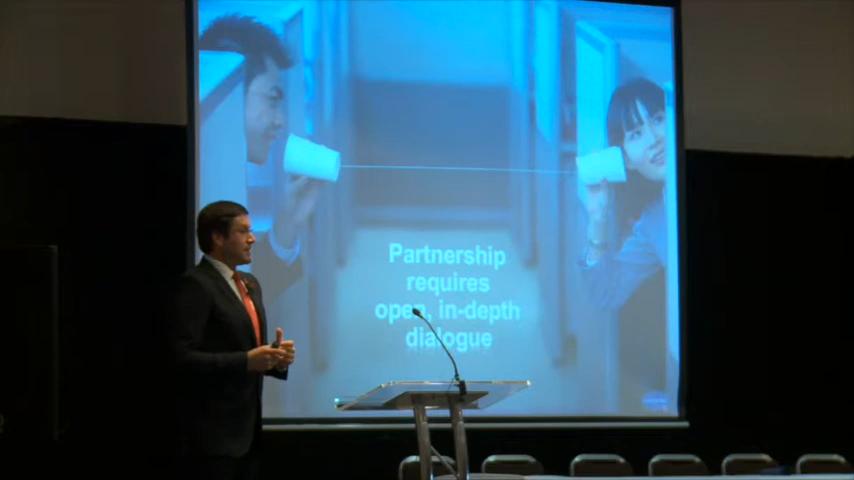 Partnership
requires
open, in-depth
dialogue